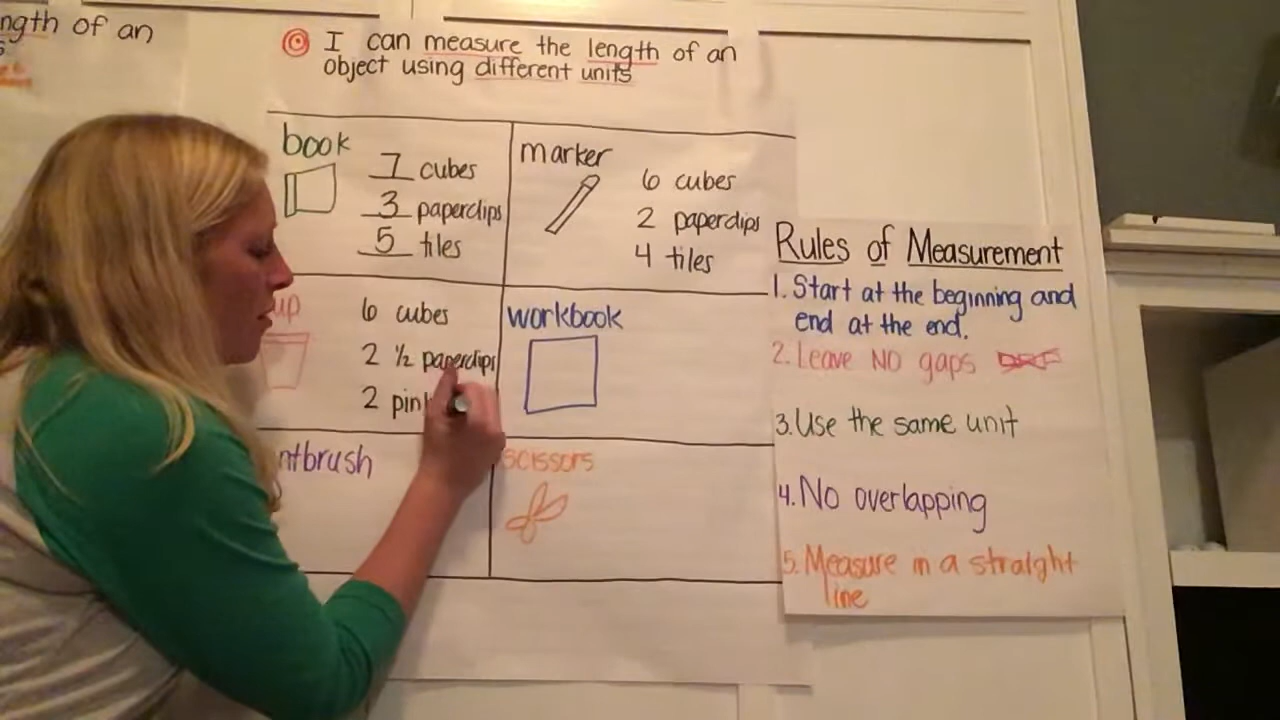 ngth of an
I can measure the length of an
object using different units
book
7 cubes
3 paperclips
5 tiles
marker
6 cubes
2 paperclips
4 tiles
up
6 cubes
2 ½ paperclips
2 pin
workbook
ntbrush
scissors
Rules of Measurement
1. Start at the beginning and
end at the end.
2. Leave NO gaps
3. Use the same unit
4. No overlapping
5. Measure in a straight
line